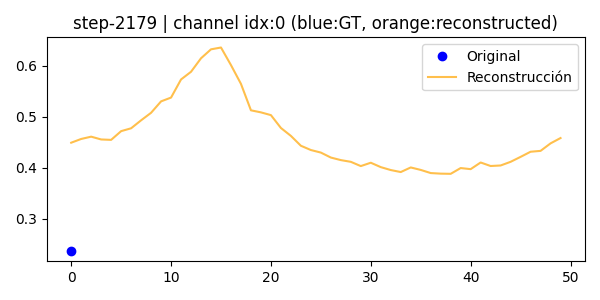 step-2179 | channel idx:0 (blue:GT, orange:reconstructed)
Original
Reconstrucción
0.6
0.5
0.4
0.3
0 10 20 30 40 50